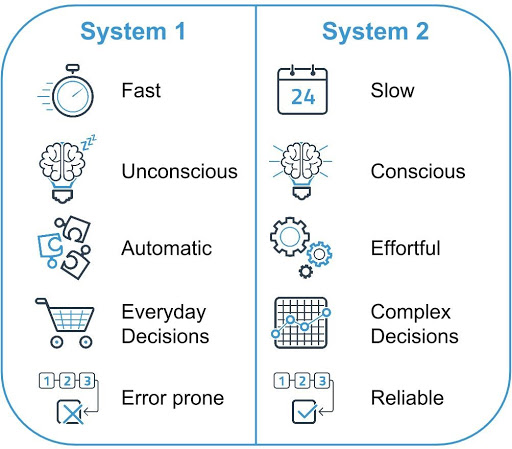 System 1
System 2
Fast
24
Slow
zzz
Unconscious
Conscious
Automatic
Effortful
Everyday
Decisions
Complex
Decisions
1 2 3
Error prone
1 2 3
Reliable